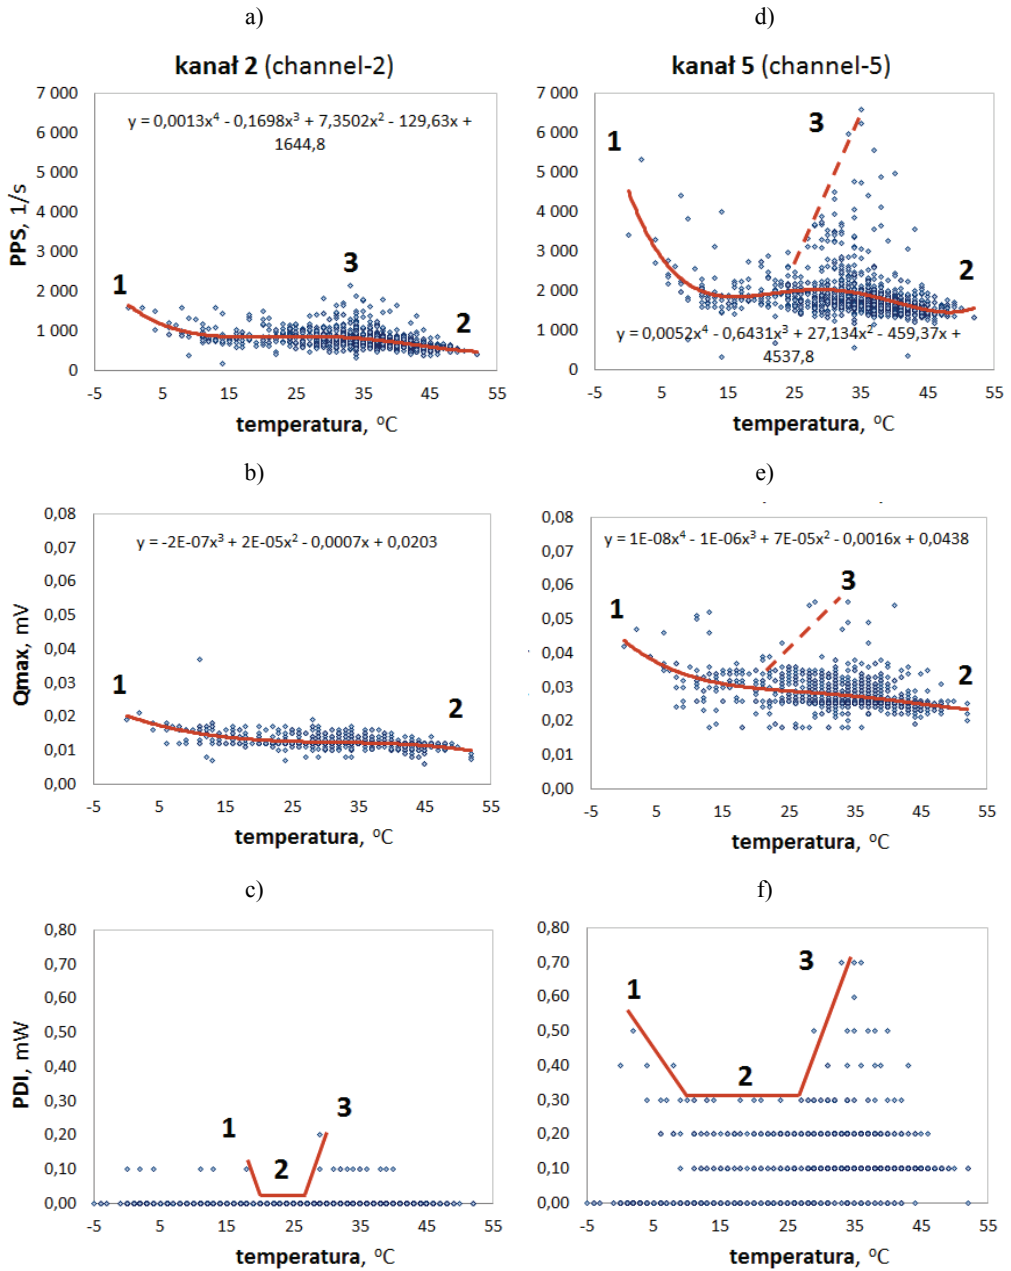 a)
kanał 2 (channel-2)
7 000
6 000
5 000
4 000
3 000
2 000
1 000
0
PPS, 1/s
y = 0,0013x⁴ - 0,1698x³ + 7,3502x² - 129,63x +
1644,8
1
3
2
-5 5 15 25 35 45 55
temperatura, ⁰C
d)
kanał 5 (channel-5)
7 000
6 000
5 000
4 000
3 000
2 000
1 000
0
1
3
2
y = 0,0052x⁴ - 0,6431x³ + 27,134x² - 459,37x +
4537,8
-5 5 15 25 35 45 55
temperatura, ⁰C
b)
0,08
0,07
0,06
0,05
0,04
0,03
0,02
0,01
0,00
Qmax, mV
y = -2E-07x³ + 2E-05x² - 0,0007x + 0,0203
1
2
-5 5 15 25 35 45 55
temperatura, ⁰C
e)
0,08
0,07
0,06
0,05
0,04
0,03
0,02
0,01
0,00
y = 1E-08x⁴ - 1E-06x³ + 7E-05x² - 0,0016x + 0,0438
1
3
2
-5 5 15 25 35 45 55
temperatura, ⁰C
c)
0,80
0,70
0,60
0,50
0,40
0,30
0,20
0,10
0,00
PDI, mW
1
2
3
-5 5 15 25 35 45 55
temperatura, ⁰C
f)
0,80
0,70
0,60
0,50
0,40
0,30
0,20
0,10
0,00
1
2
3
-5 5 15 25 35 45 55
temperatura, ⁰C